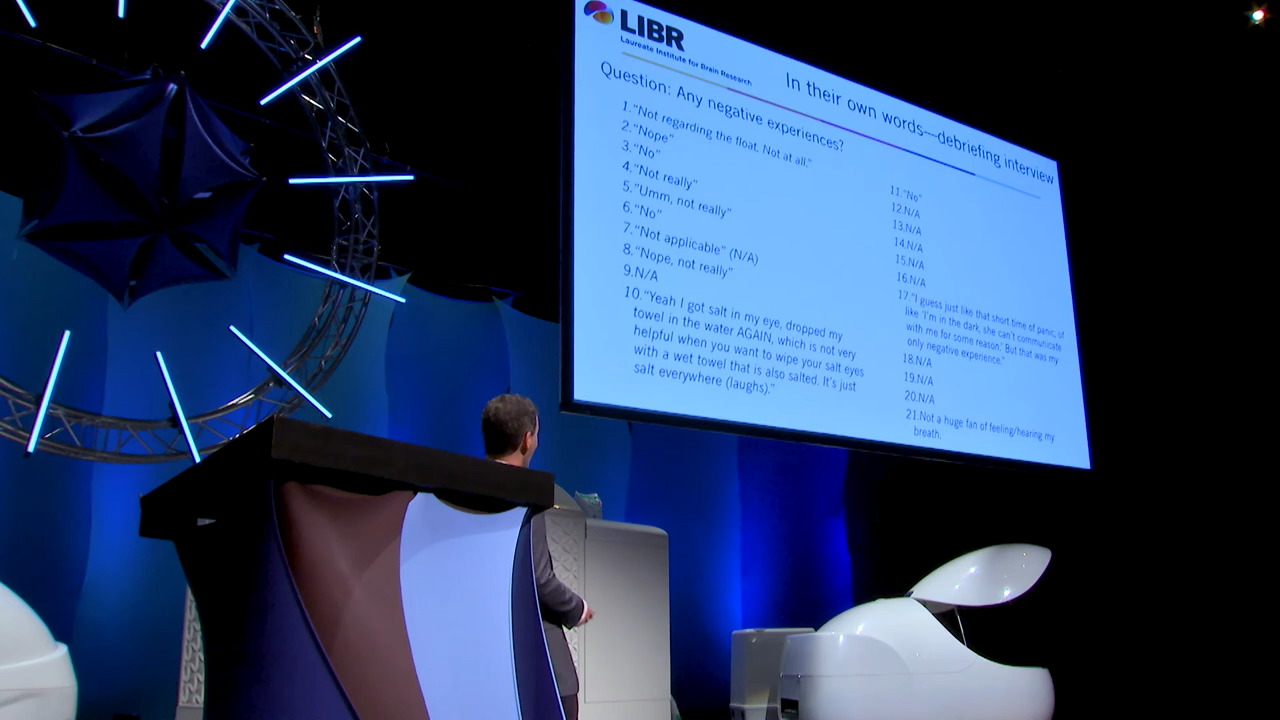 LIBR
Laureate Institute for Brain Research
In their own words—debriefing interview
Question: Any negative experiences?
1."Not regarding the float. Not at all."
2."Nope"
3."No"
4."Not really"
5."Umm, not really"
6."No"
7."Not applicable" (N/A)
8."Nope, not really"
9.N/A
10."Yeah I got salt in my eye, dropped my
towel in the water AGAIN, which is not very
helpful when you want to wipe your salt eyes
with a wet towel that is also salted. It's just
salt everywhere (laughs)."
11."No"
12.N/A
13.N/A
14.N/A
15.N/A
16.N/A
17."I guess just like that short time of panic, of
like 'I'm in the dark, she can't communicate
with me for some reason.' But that was my
only negative experience."
18.N/A
19.N/A
20.N/A
21.Not a huge fan of feeling/hearing my
breath.